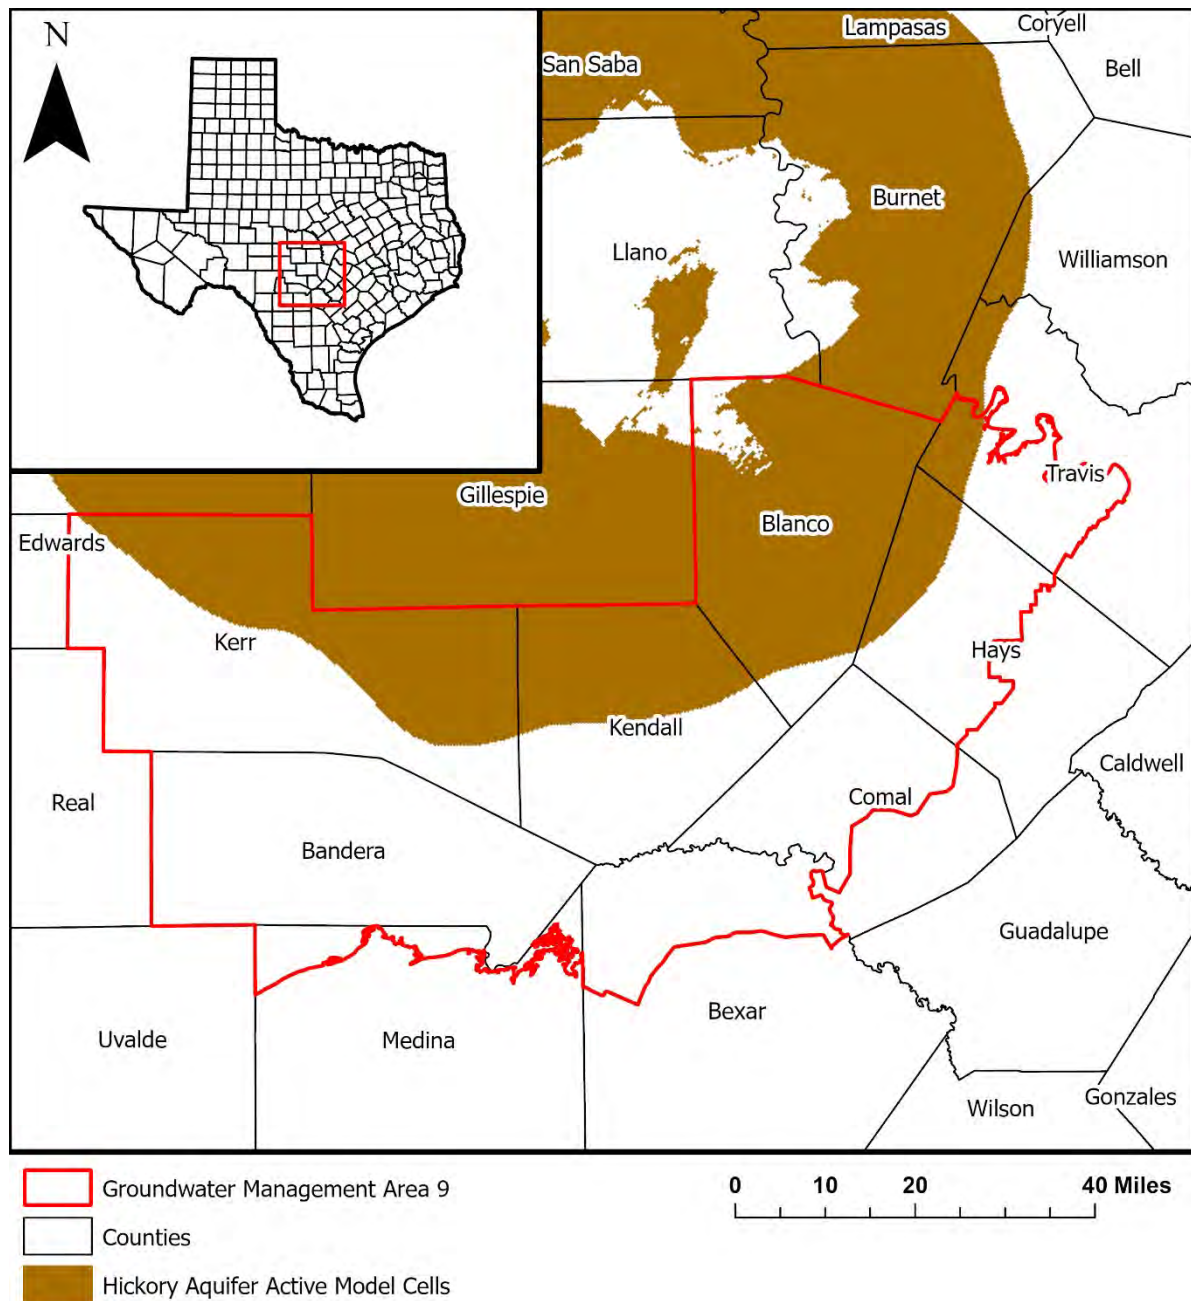 N
Lampasas
Coryell
San Saba
Bell
Burnet
Llano
Williamson
Travis
Gillespie
Blanco
Edwards
Kerr
Hays
Kendall
Caldwell
Real
Comal
Bandera
Guadalupe
Uvalde
Medina
Bexar
Wilson
Gonzales
Groundwater Management Area 9
Counties
Hickory Aquifer Active Model Cells
0 10 20 40 Miles